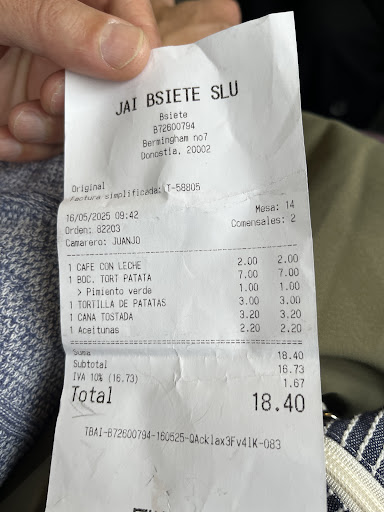 JAI BSIETE SLU
Bsiete
B72600794
Bermingham no7
Donostia, 20002
Original
Factura simplificada: T-58805
16/05/2025 09:42 Mesa: 14
Orden: 82203 Comensales: 2
Camarero: JUANJO
1 CAFE CON LECHE 2.00 2.00
1 BOC. TORT PATATA 7.00 7.00
> Pimiento verde 1.00 1.00
1 TORTILLA DE PATATAS 3.00 3.00
1 CANA TOSTADA 3.20 3.20
1 Aceitunas 2.20 2.20
Suma 18.40
Subtotal 16.73
IVA 10% (16.73) 1.67
Total 18.40
TBAI-B72600794-160525-QAcklax3Fv41K-083